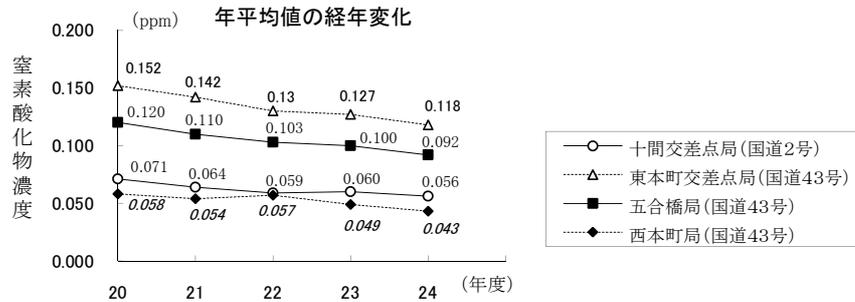 (ppm) 年平均値の経年変化
窒素酸化物濃度
0.200
0.150
0.100
0.050
0.000
0.152 0.142 0.13 0.127 0.118
0.120 0.110 0.103 0.100 0.092
0.071 0.064 0.059 0.060 0.056
0.058 0.054 0.057 0.049 0.043
20 21 22 23 24 (年度)
十間交差点局(国道2号)
東本町交差点局(国道43号)
五合橋局(国道43号)
西本町局(国道43号)